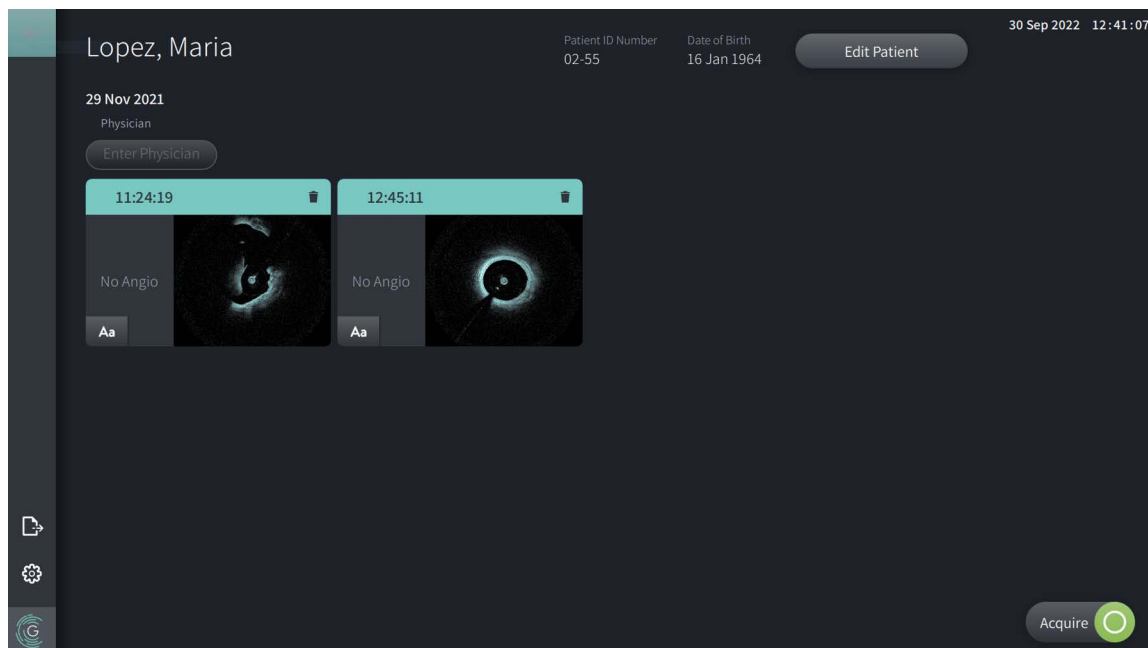 30 Sep 2022 12:41:07
Lopez, Maria
Patient ID Number
02-55
Date of Birth
16 Jan 1964
Edit Patient
29 Nov 2021
Physician
Enter Physician
11:24:19
12:45:11
No Angio
No Angio
Aa
Aa
G
Acquire